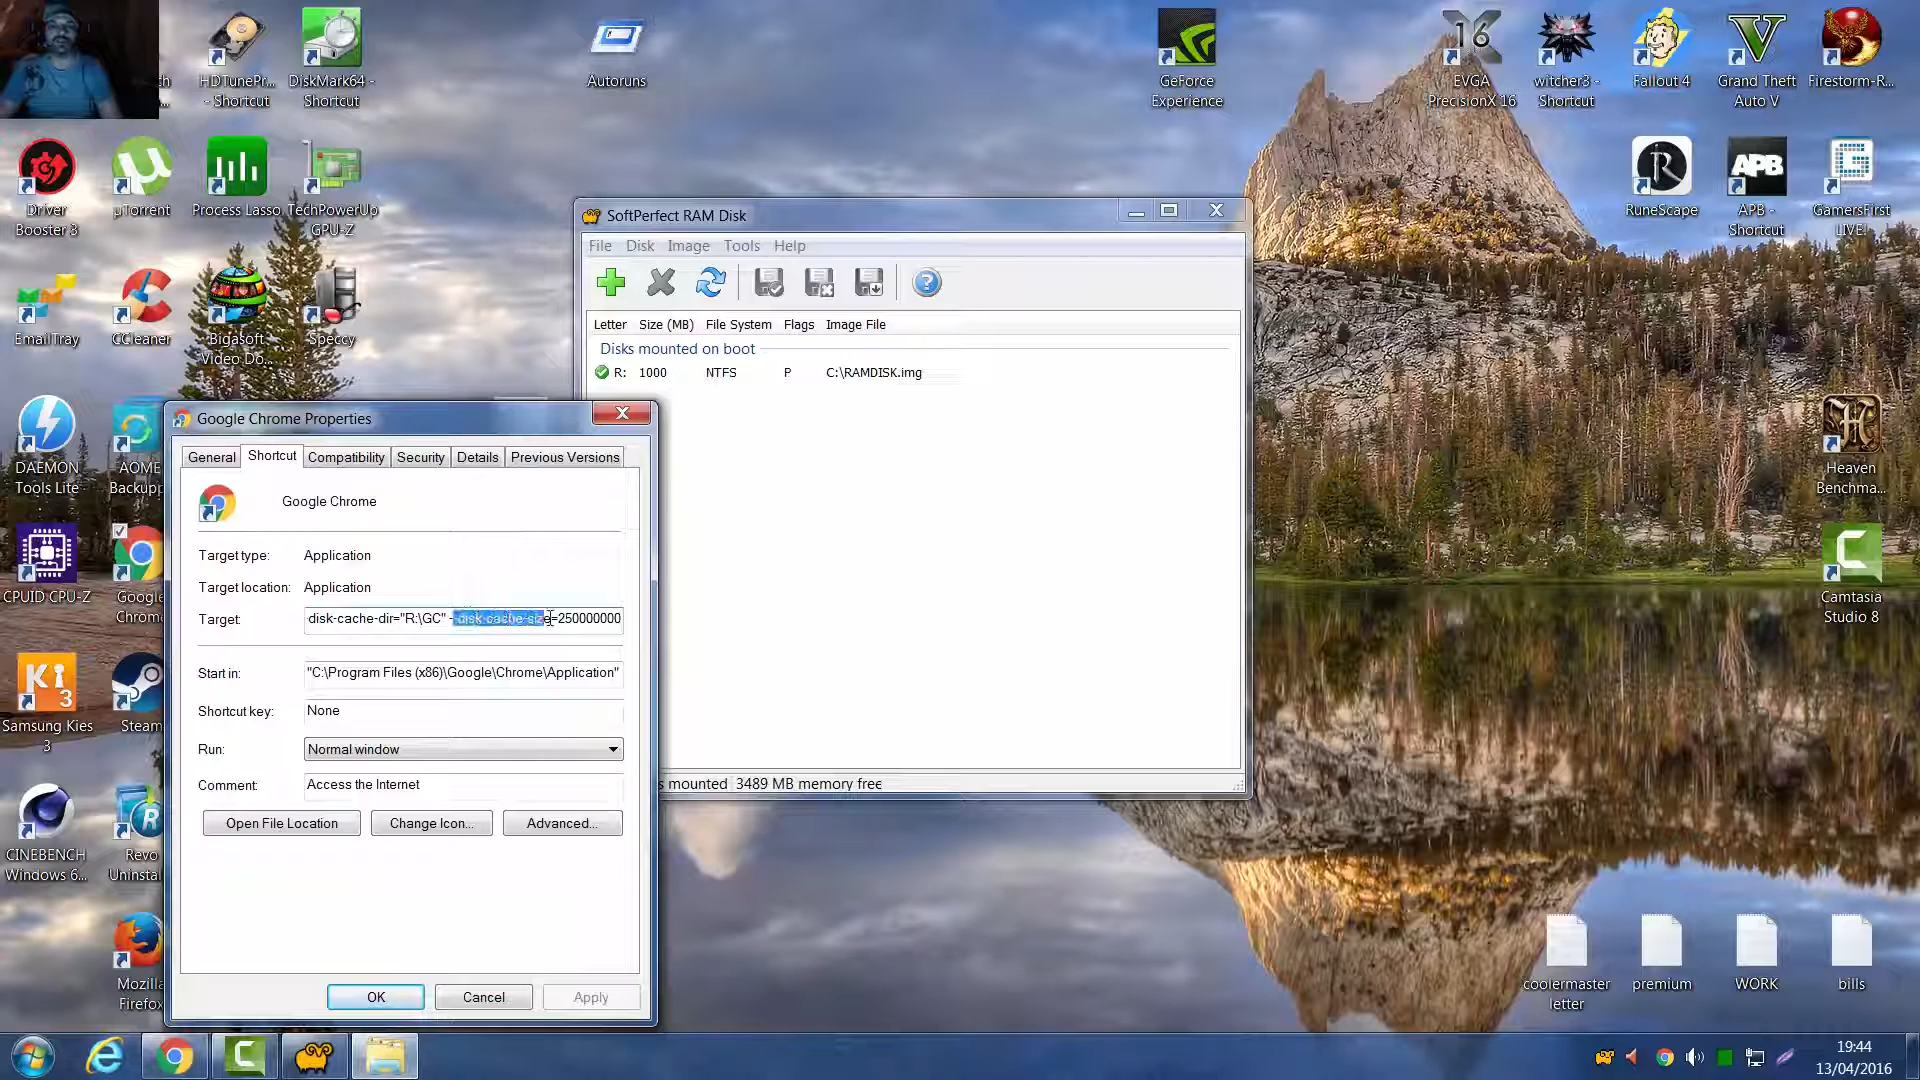 HDTunePr... - Shortcut
DiskMark64 - Shortcut
Autoruns
GeForce Experience
16
EVGA PrecisionX 16
witcher3 - Shortcut
Fallout 4
Grand Theft Auto V
Firestorm-R...
Driver Booster 3
µTorrent
Process Lasso
TechPowerUp GPU-Z
RuneScape
APB
APB - Shortcut
GamersFirst LIVE!
EmailTray
CCleaner
Bigasoft Video Do...
Speccy
SoftPerfect RAM Disk
File Disk Image Tools Help
Letter Size (MB) File System Flags Image File
Disks mounted on boot
R: 1000 NTFS P C:\RAMDISK.img
s mounted 3489 MB memory free
DAEMON Tools Lite
AOME
Backupp
CPUID CPU-Z
Google
Chrome
Samsung Kies 3
Steam
CINEBENCH Windows 6...
Revo
Uninstal
Mozilla
Firefox
Google Chrome Properties
General Shortcut Compatibility Security Details Previous Versions
Google Chrome
Target type: Application
Target location: Application
Target: disk-cache-dir="R:\GC" --disk-cache-size=250000000
Start in: "C:\Program Files (x86)\Google\Chrome\Application"
Shortcut key: None
Run: Normal window
Comment: Access the Internet
Open File Location Change Icon... Advanced...
OK Cancel Apply
Heaven Benchma...
Camtasia Studio 8
coolermaster letter
premium
WORK
bills
19:44
13/04/2016